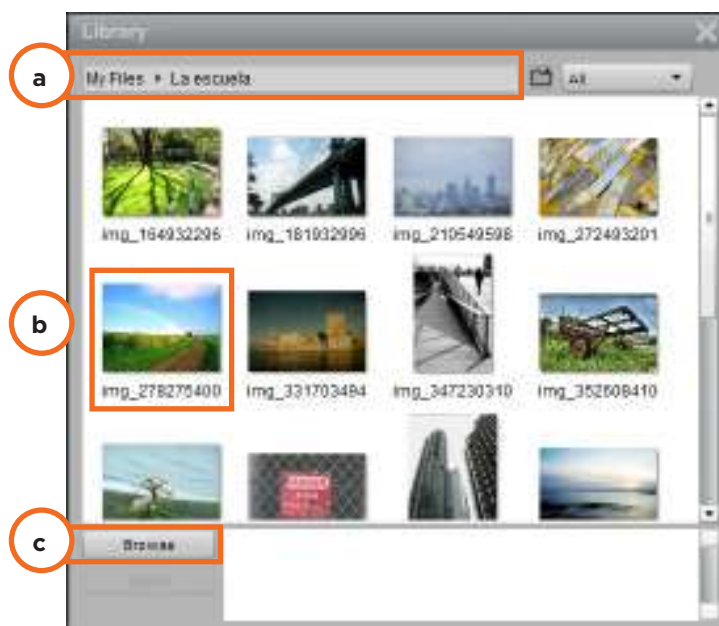 Library
a
My Files ▸ La escuela
All
img_164932296 img_181932996 img_210549598 img_272493201
b
img_278275400 img_331703494 img_347230310 img_352608410
c
Browse